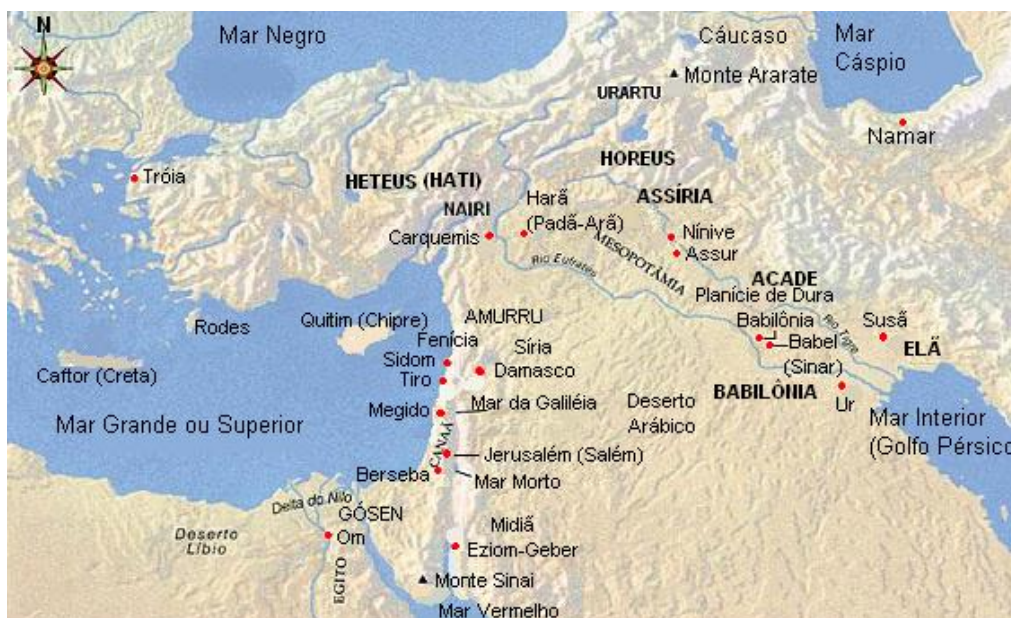 N
Mar Negro
Cáucaso
Mar
Cáspio
Monte Ararate
URARTU
Namar
HOREUS
Tróia
HETEUS (HATI)
ASSÍRIA
Harã
(Padã-Arã)
NAIRI
Carquemis
Nínive
Assur
MESOPOTÂMIA
Rio Eufrates
ACADE
Planície de Dura
Rodes
Quitim (Chipre)
AMURRU
Babilônia
Rio Tigre
Susã
Fenícia
Síria
Babel
ELÃ
Sidom
(Sinar)
Caftor (Creta)
Tiro
Damasco
BABILÔNIA
Megido
Mar da Galiléia
Deserto
Arábico
Ur
Mar Interior
(Golfo Pérsico
Mar Grande ou Superior
CANAÃ
Jerusalém (Salém)
Berseba
Mar Morto
Delta do Nilo
GÓSEN
Deserto
Líbio
Om
Midiã
Eziom-Geber
EGITO
Monte Sinai
Mar Vermelho